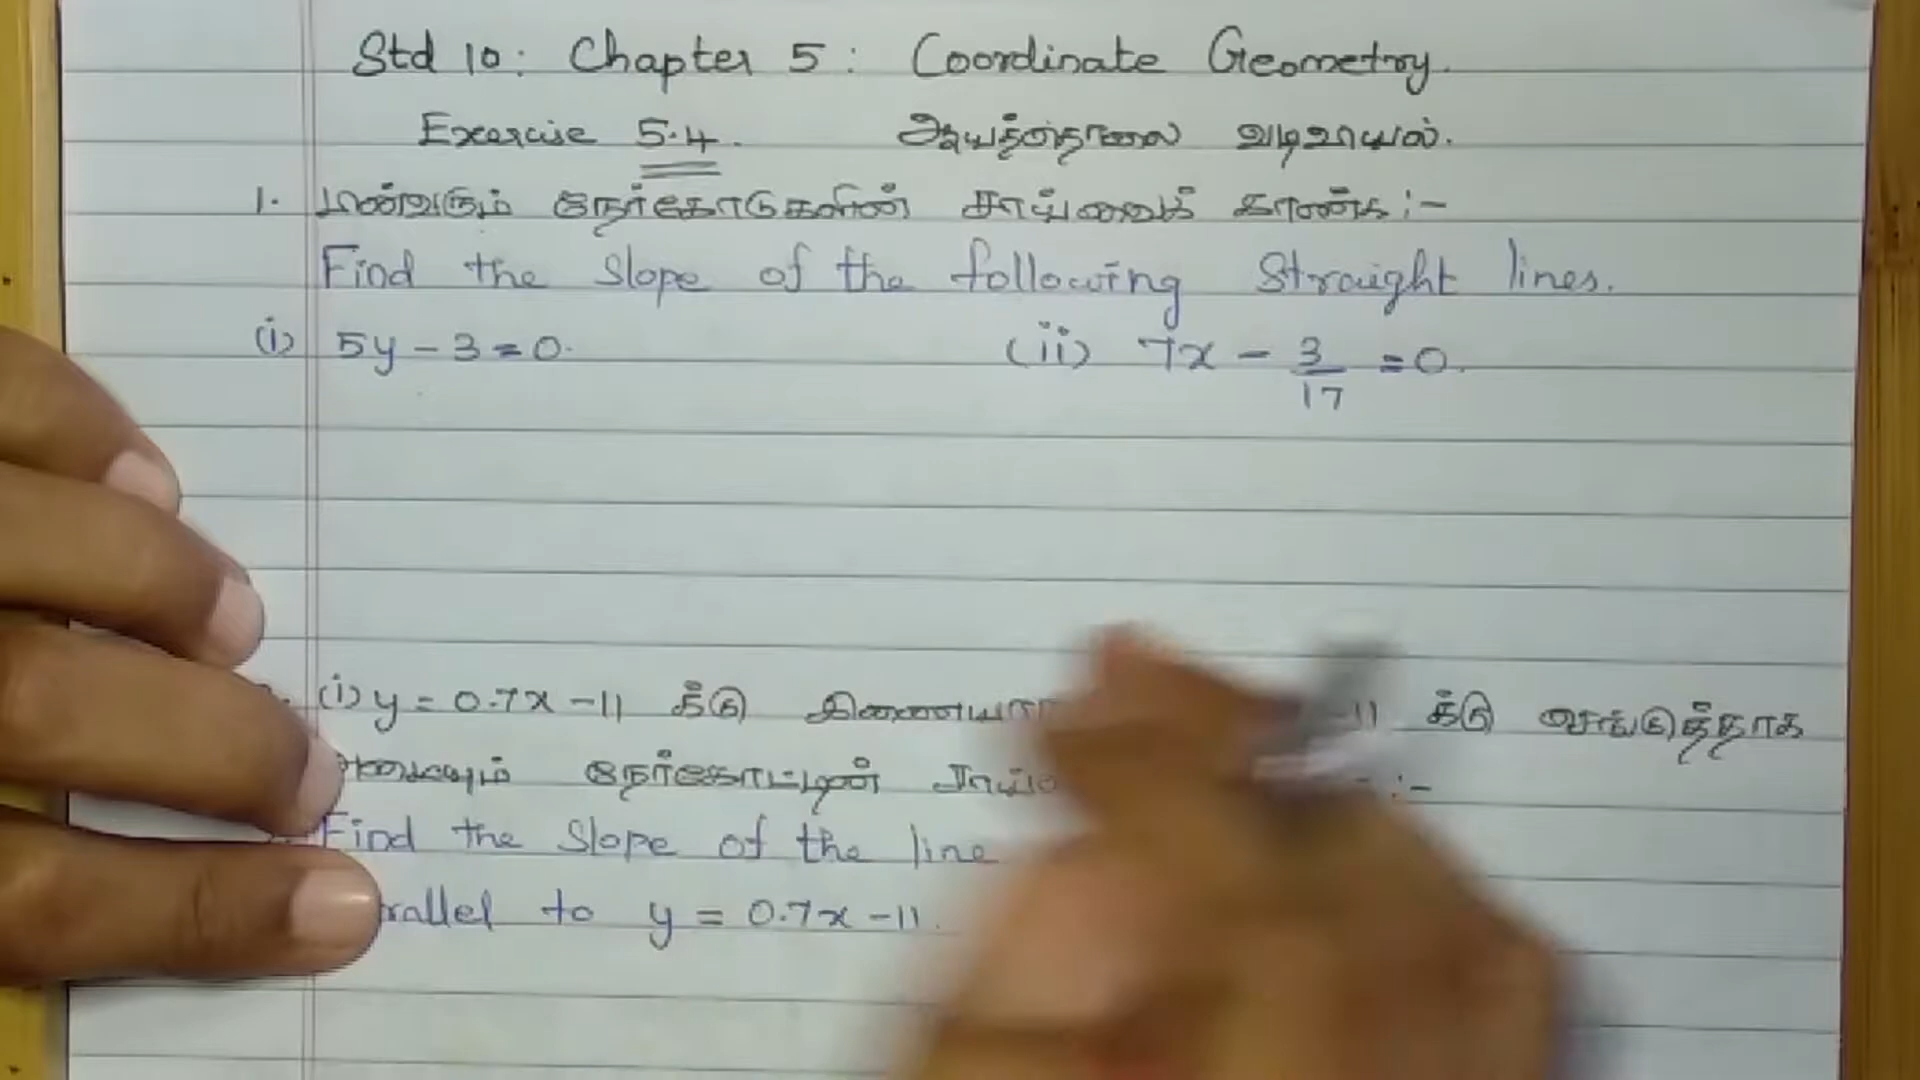 Std 10: Chapter 5: Coordinate Geometry.
Exercise 5.4. ஆயத்தொலை வடிவியல்.
1. பின்வரும் நேர்கோடுகளின் சாய்வைக் காண்க:-
Find the Slope of the following Straight lines.
(i) 5y - 3 = 0. (ii) 7x - 3/17 = 0.
(i) y = 0.7x - 11 க்கு -11 க்கு செங்குத்தாக
நேர்கோட்டின் :-
Find the Slope of the line
to y = 0.7x - 11.